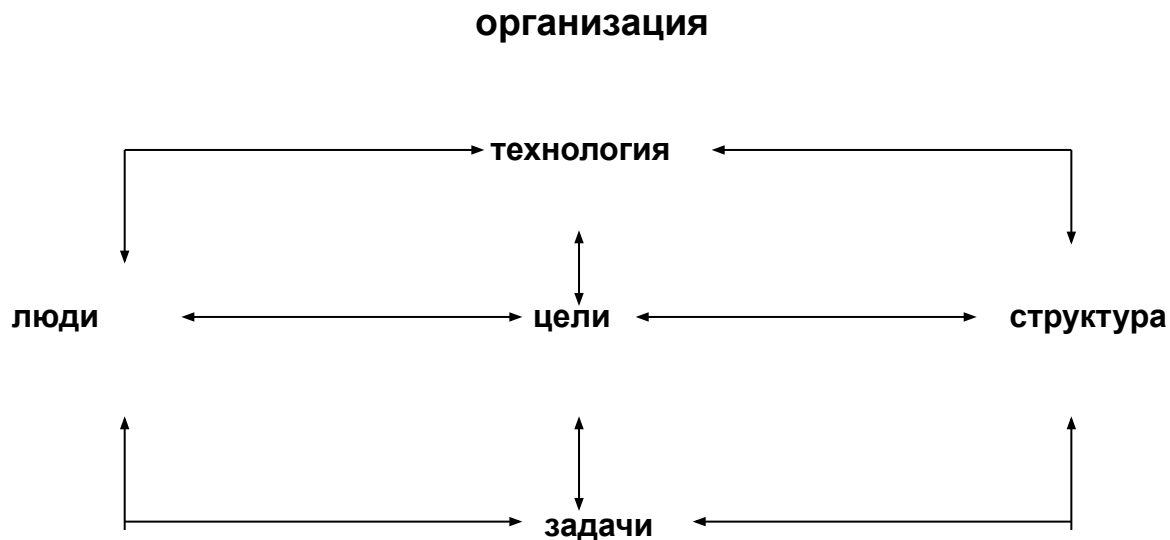 организация
технология
люди цели структура
задачи